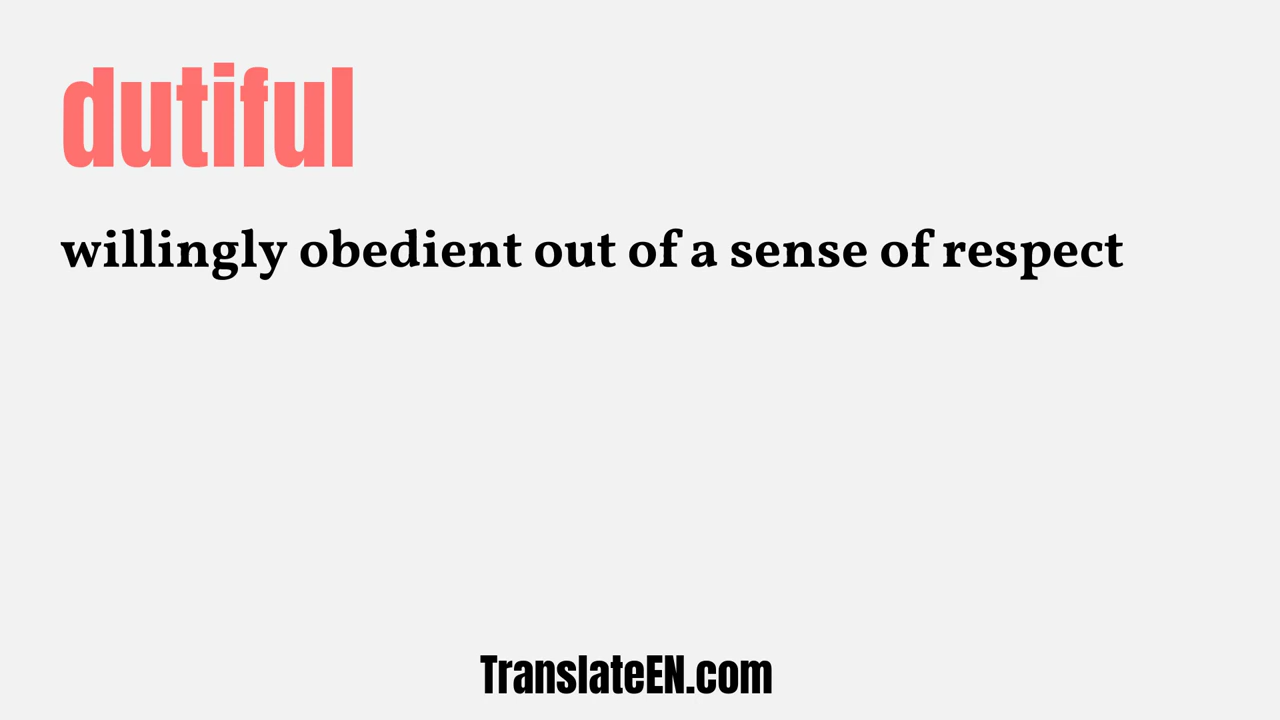 dutiful
willingly obedient out of a sense of respect
TranslateEN.com